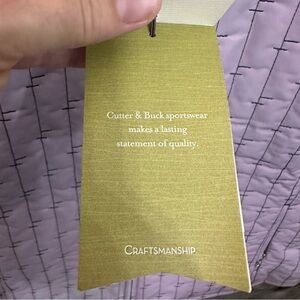 Cutter & Buck sportswear
makes a lasting
statement of quality.
CRAFTSMANSHIP